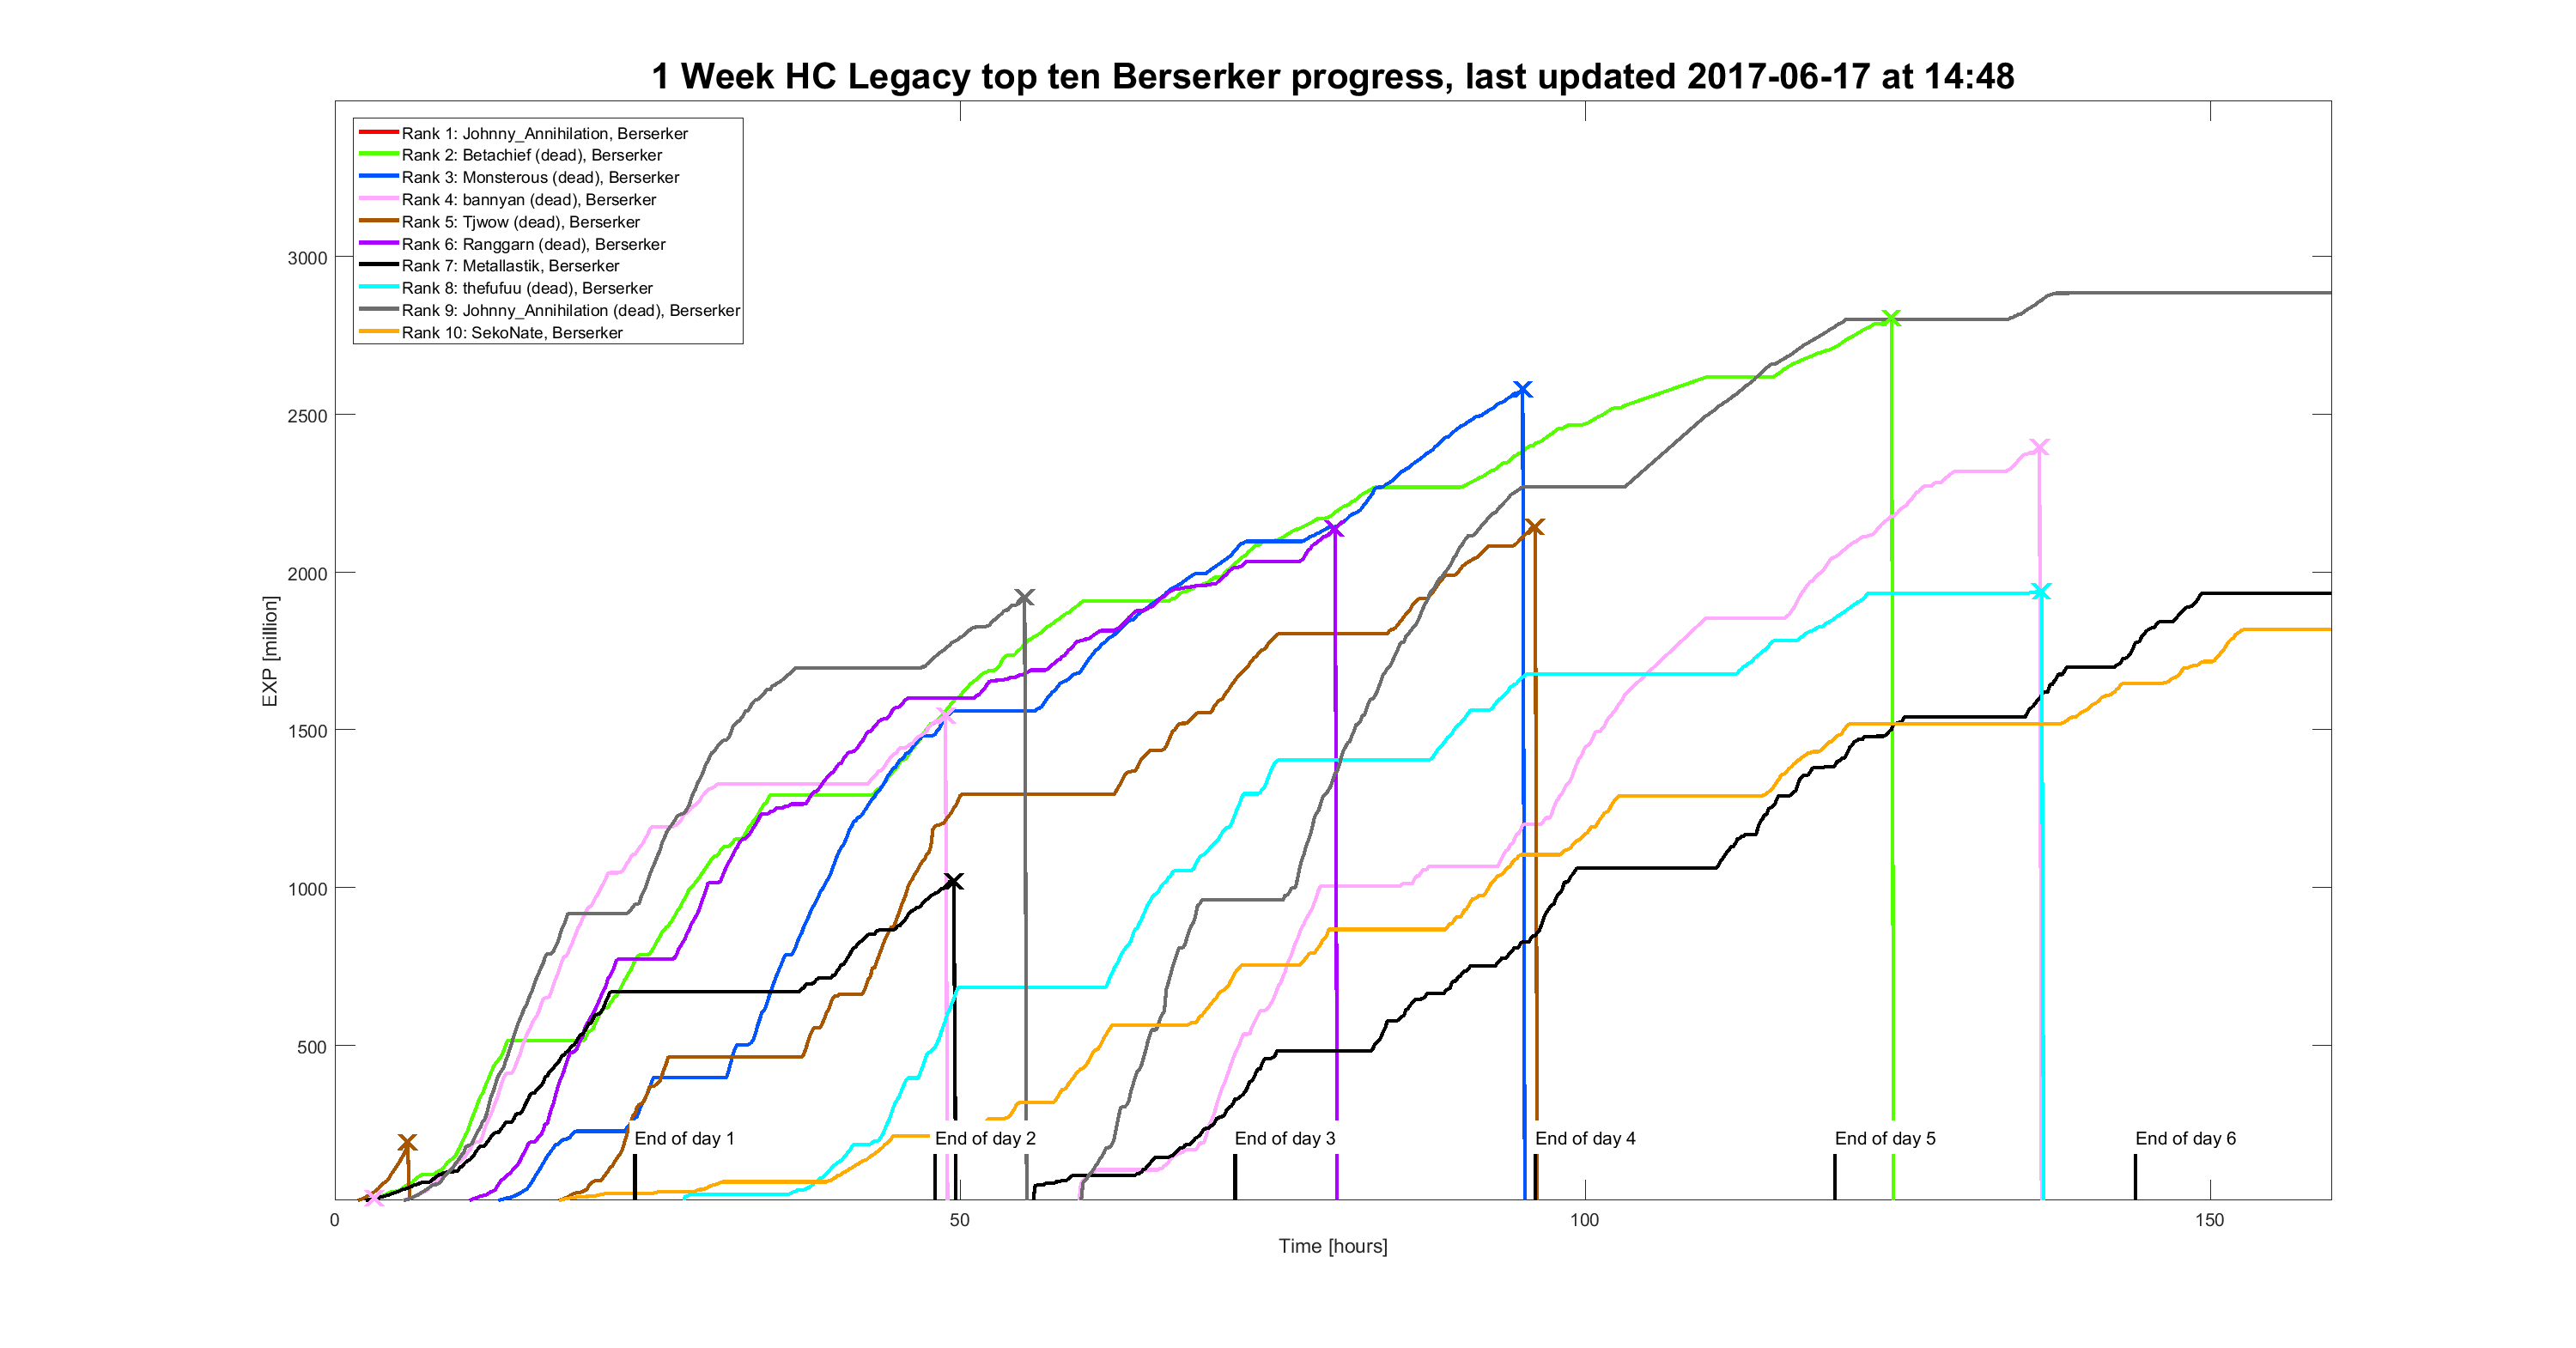 1 Week HC Legacy top ten Berserker progress, last updated 2017-06-17 at 14:48
Rank 1: Johnny_Annihilation, Berserker
Rank 2: Betachief (dead), Berserker
Rank 3: Monsterous (dead), Berserker
Rank 4: bannyan (dead), Berserker
Rank 5: Tjwow (dead), Berserker
Rank 6: Ranggarn (dead), Berserker
Rank 7: Metallastik, Berserker
Rank 8: thefufuu (dead), Berserker
Rank 9: Johnny_Annihilation (dead), Berserker
Rank 10: SekoNate, Berserker
3000
2500
2000
1500
1000
500
EXP [million]
End of day 1
End of day 2
End of day 3
End of day 4
End of day 5
End of day 6
0
50
100
150
Time [hours]